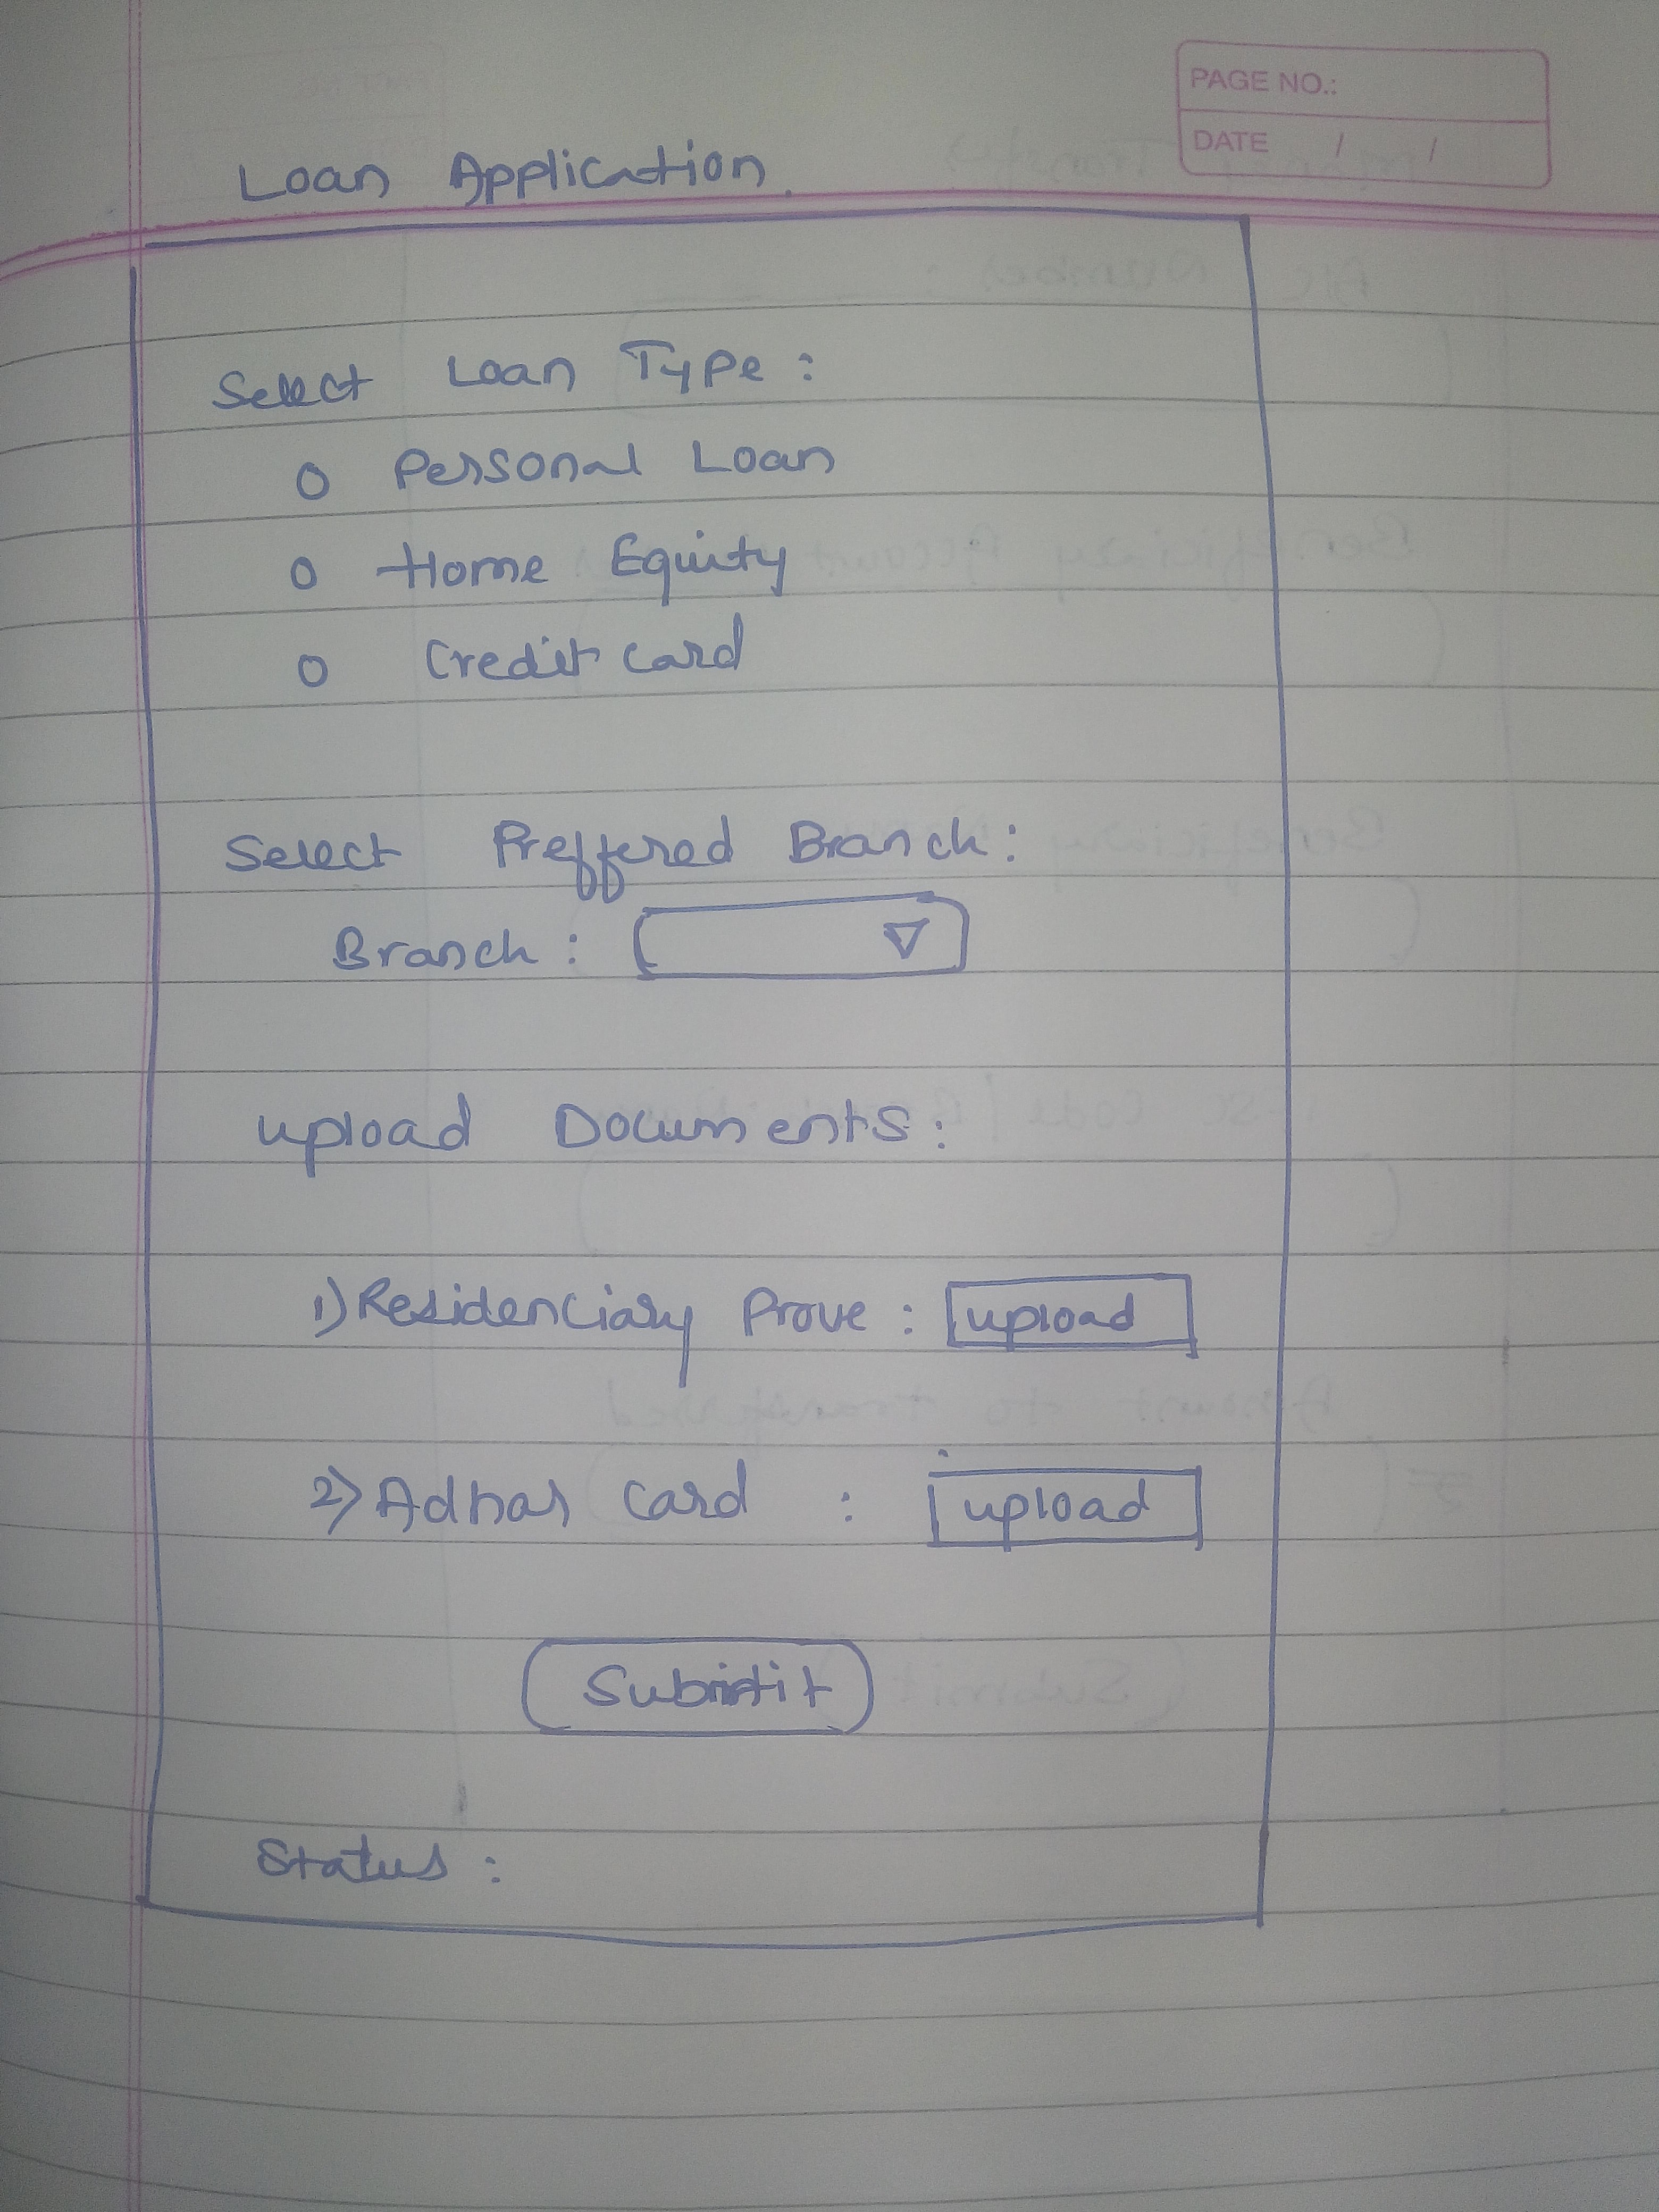 PAGE NO.:
DATE / /
Loan Application
Select Loan Type :
Personal Loan
Home Equity
Credit card
Select Preffered Branch :
Branch :
upload Documents :
1) Residenciary Prove : upload
2) Adhar Card : upload
Submit
Status :